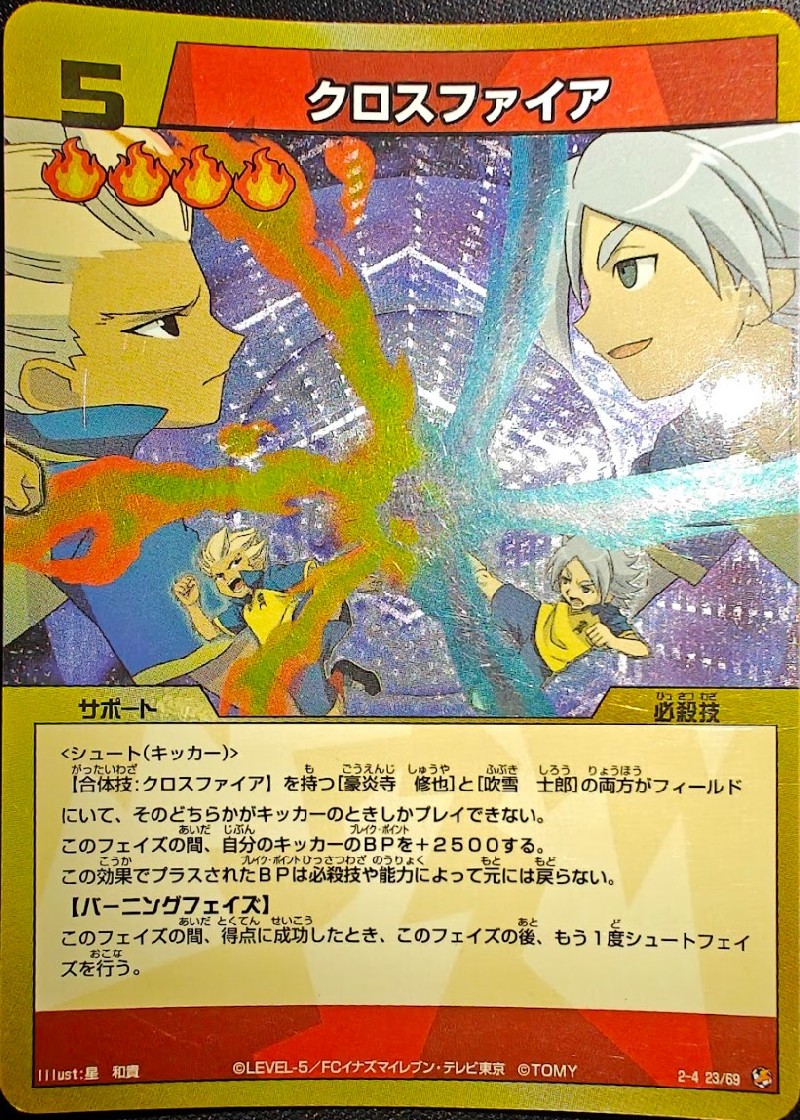 5
クロスファイア
サポート
必殺技
<シュート(キッカー)>
【合体技:クロスファイア】を持つ[豪炎寺 修也]と[吹雪 士郎]の両方がフィールド
にいて、そのどちらかがキッカーのときしかプレイできない。
このフェイズの間、自分のキッカーのBPを+2500する。
この効果でプラスされたBPは必殺技や能力によって元には戻らない。
【バーニングフェイズ】
このフェイズの間、得点に成功したとき、このフェイズの後、もう1度シュートフェイ
ズを行う。
Illust:星 和貴
©LEVEL-5/FCイナズマイレブン・テレビ東京 ©TOMY
2-4 23/69